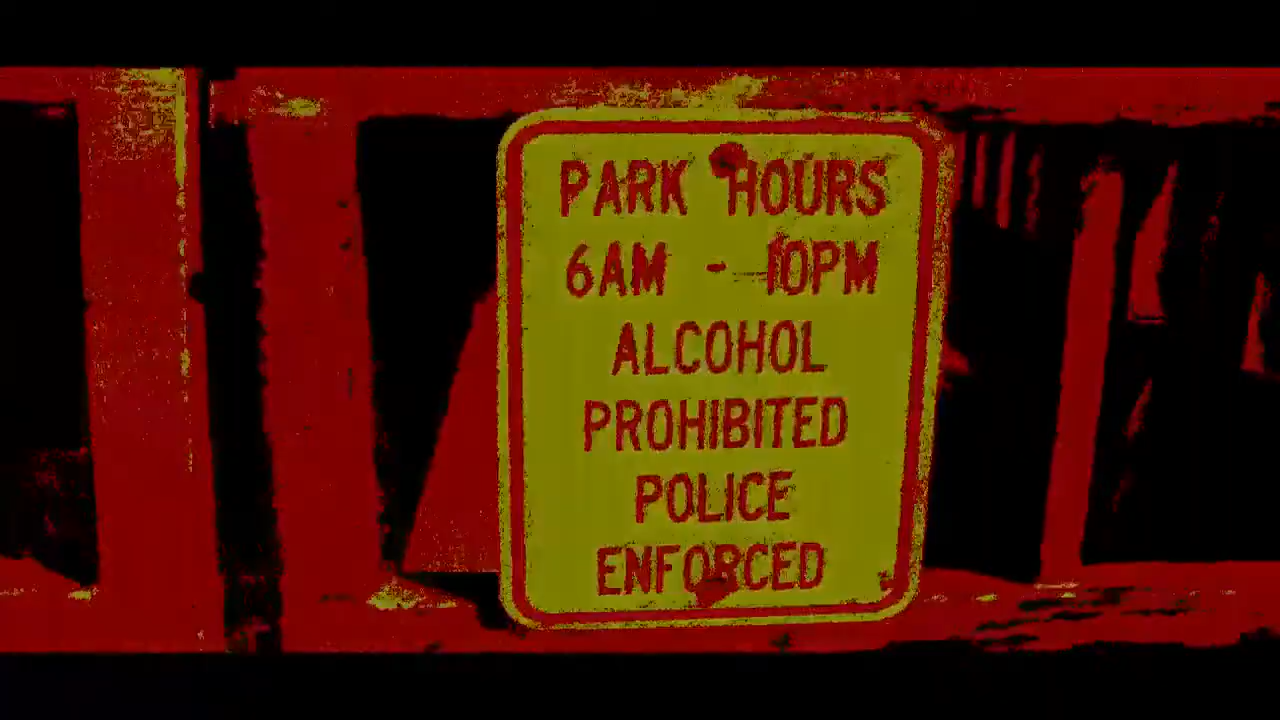 PARK HOURS
6AM - 10PM
ALCOHOL
PROHIBITED
POLICE
ENFORCED